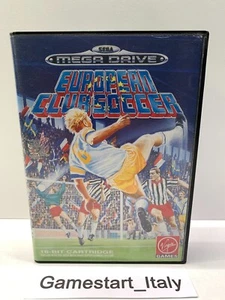 SEGA
MEGA DRIVE
EUROPEAN
CLUB SOCCER
16-BIT CARTRIDGE
Virgin
GAMES
Gamestart_Italy